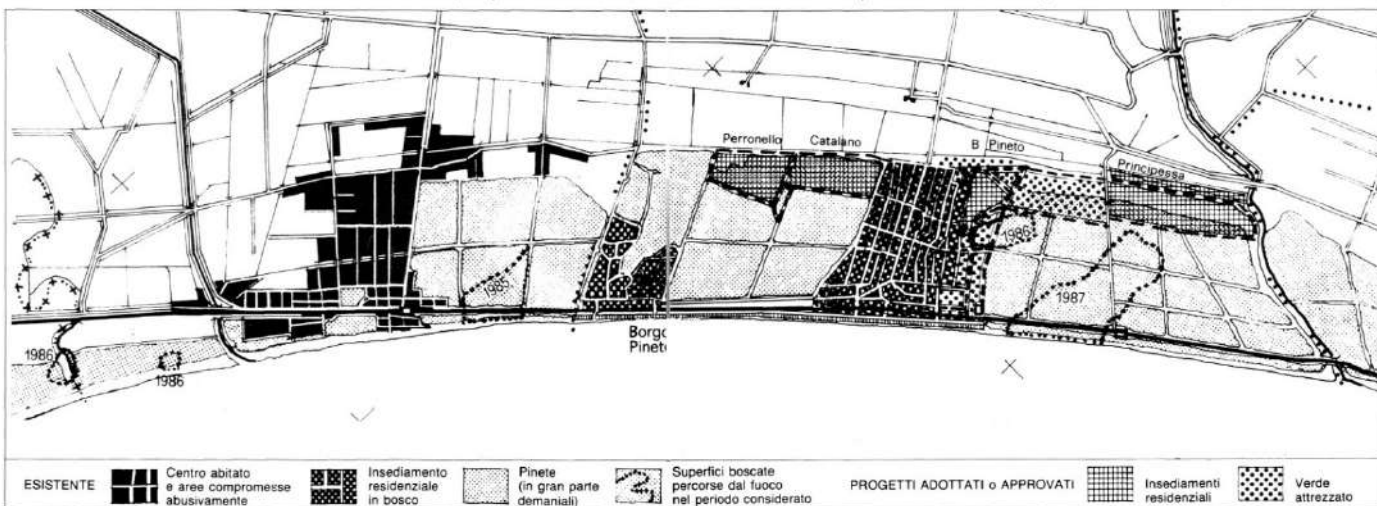 Perronello
Catalano
B Pineto
Principessa
1986
1985
1987
1986
1986
Borgo
Pineto
ESISTENTE
Centro abitato
e aree compromesse
abusivamente
Insediamento
residenziale
in bosco
Pinete
(in gran parte
demaniali)
Superfici boscate
percorse dal fuoco
nel periodo considerato
PROGETTI ADOTTATI o APPROVATI
Insediamenti
residenziali
Verde
attrezzato